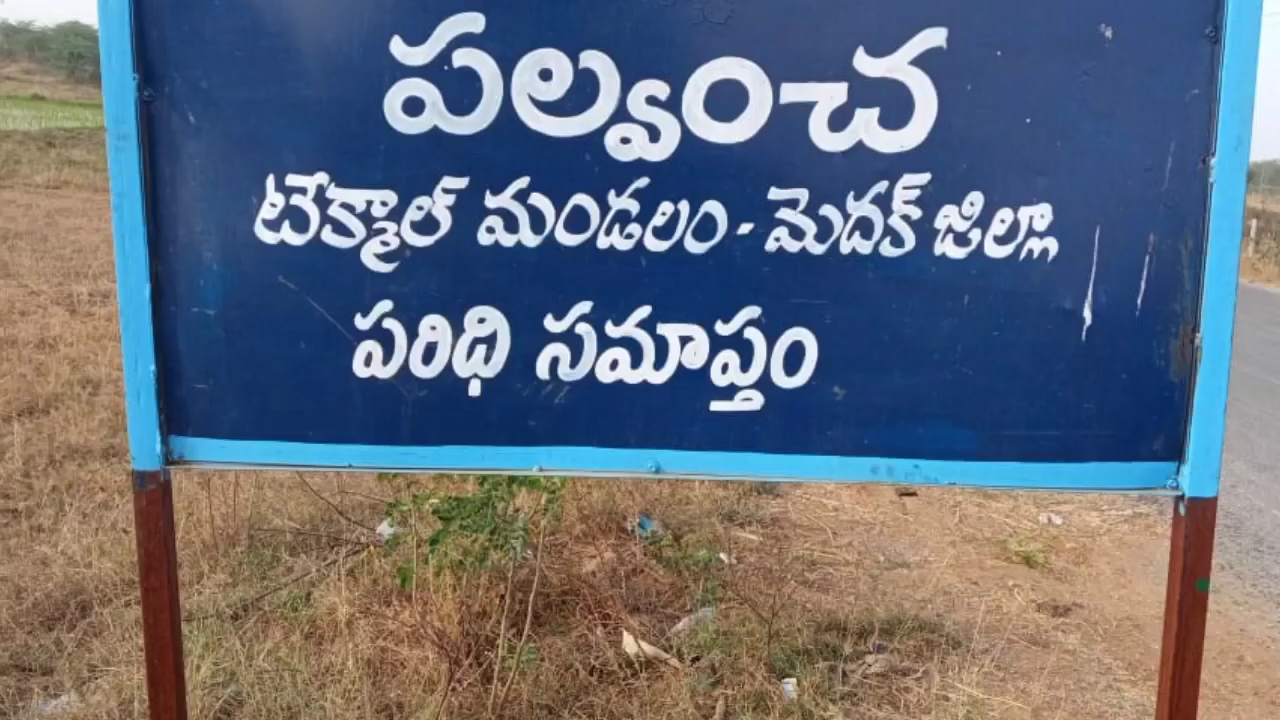 పల్వంచ
టేక్మాల్ మండలం - మెదక్ జిల్లా
పరిధి సమాప్తం